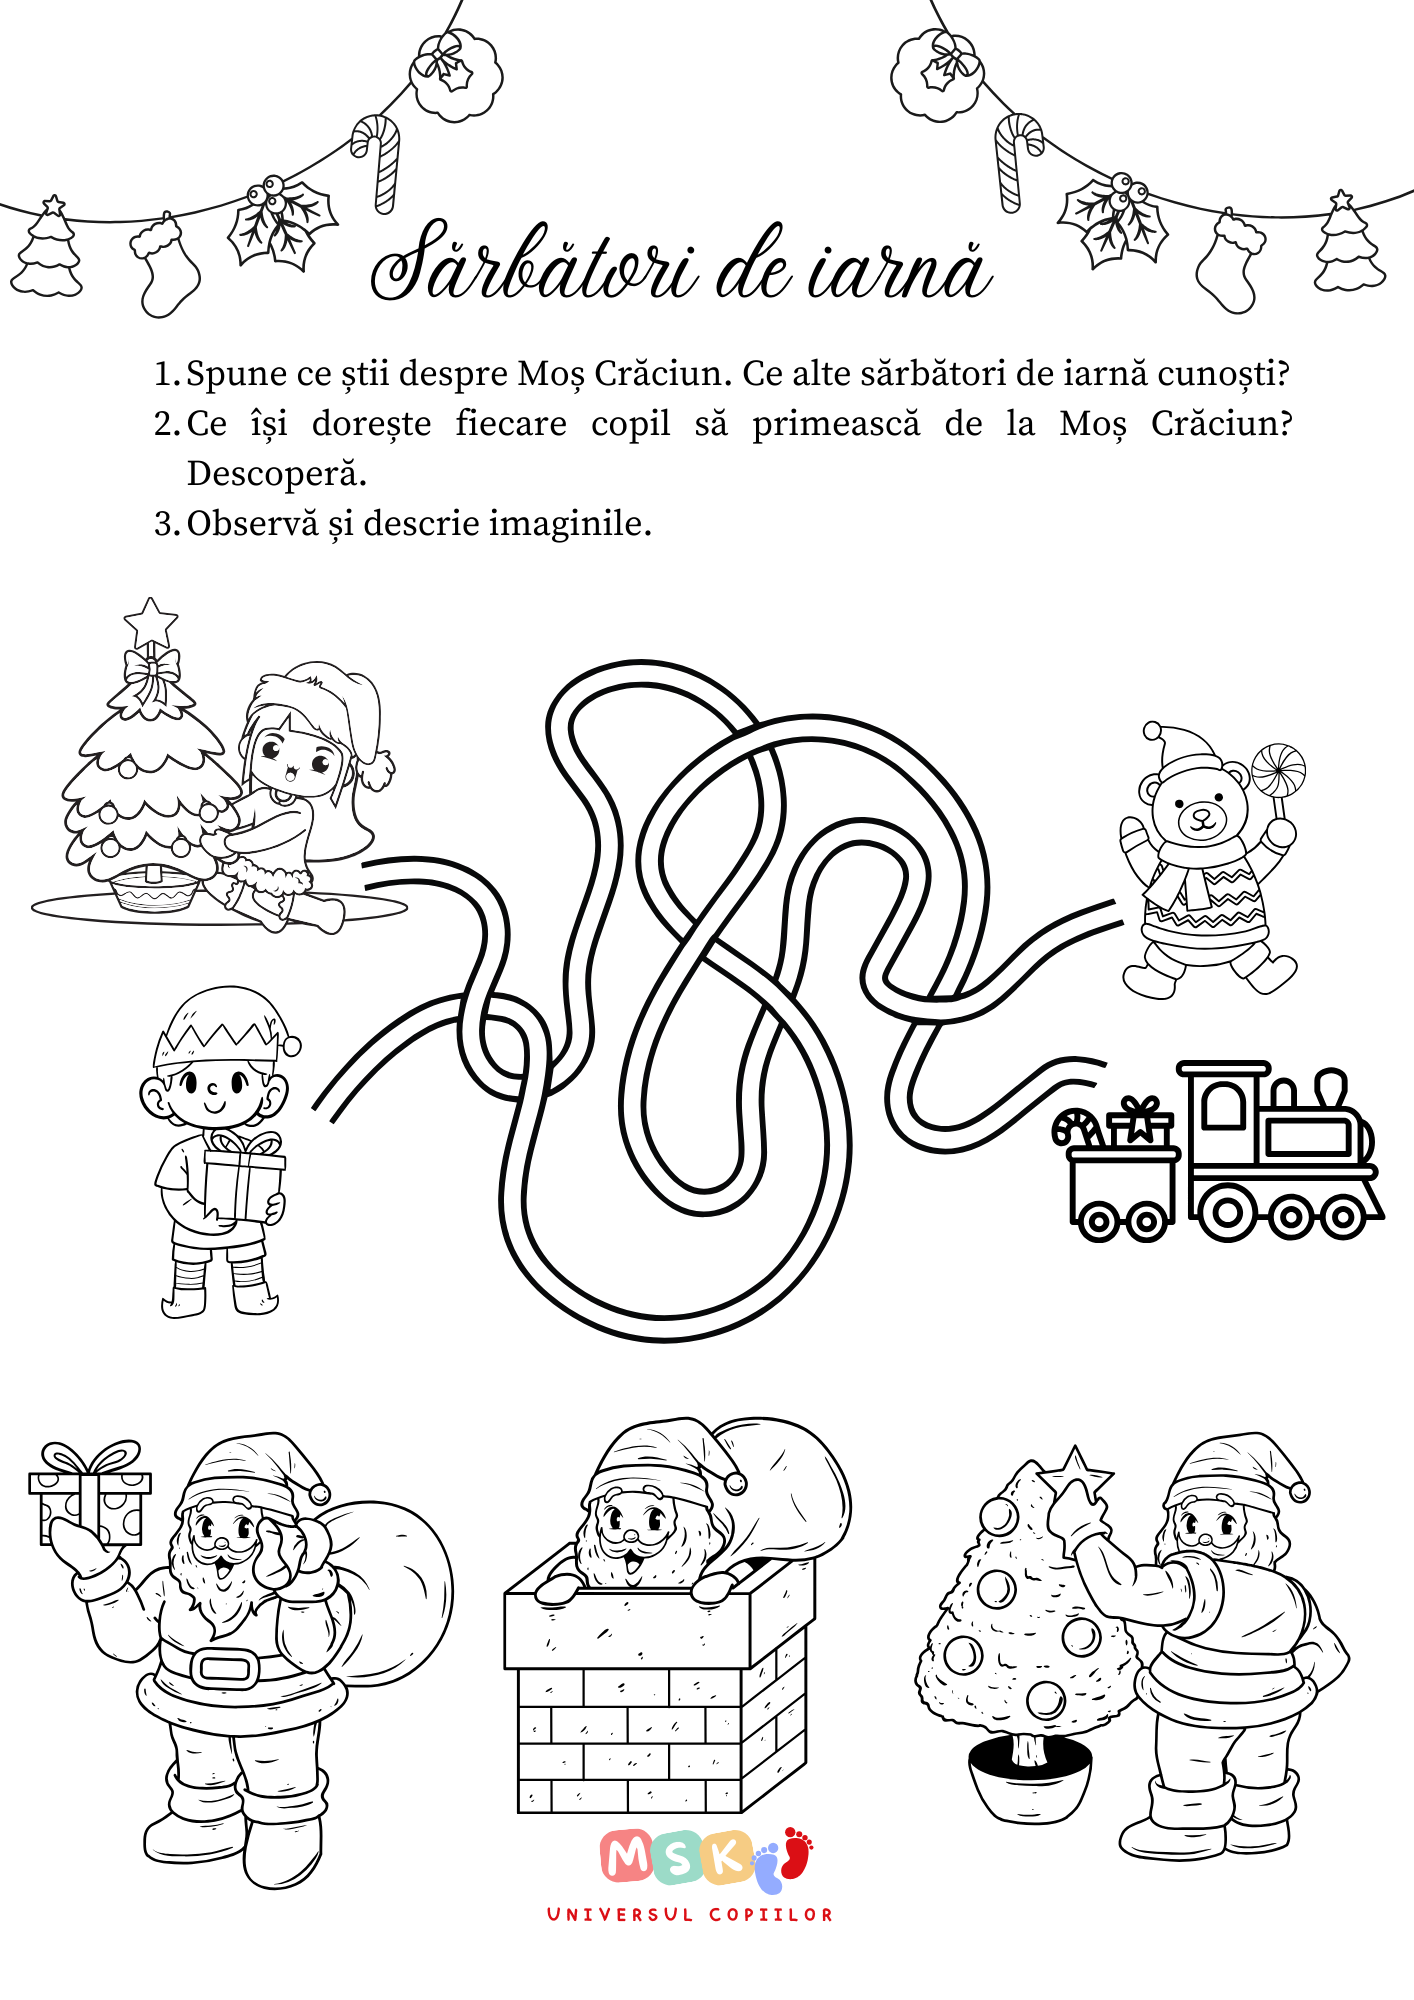 Sărbători de iarnă
1. Spune ce știi despre Moș Crăciun. Ce alte sărbători de iarnă cunoști?
2. Ce își dorește fiecare copil să primească de la Moș Crăciun?
Descoperă.
3. Observă și descrie imaginile.
MSK
UNIVERSUL COPIILOR